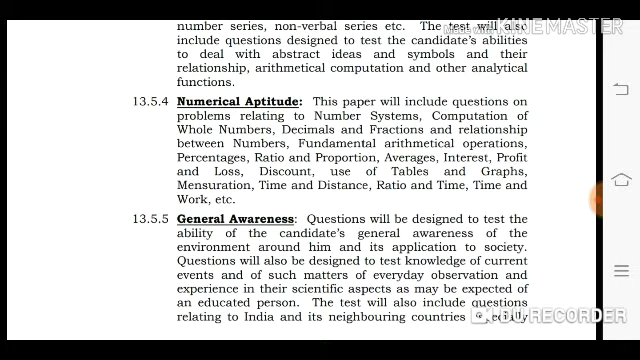 number series, non-verbal series etc. The test will also
Made with KINEMASTER
include questions designed to test the candidate's abilities
to deal with abstract ideas and symbols and their
relationship, arithmetical computation and other analytical
functions.
13.5.4 Numerical Aptitude: This paper will include questions on
problems relating to Number Systems, Computation of
Whole Numbers, Decimals and Fractions and relationship
between Numbers, Fundamental arithmetical operations,
Percentages, Ratio and Proportion, Averages, Interest, Profit
and Loss, Discount, use of Tables and Graphs,
Mensuration, Time and Distance, Ratio and Time, Time and
Work, etc.
13.5.5 General Awareness: Questions will be designed to test the
ability of the candidate's general awareness of the
environment around him and its application to society.
Questions will also be designed to test knowledge of current
events and of such matters of everyday observation and
experience in their scientific aspects as may be expected of
an educated person. The test will also include questions
relating to India and its neighbouring countries especially
DU RECORDER